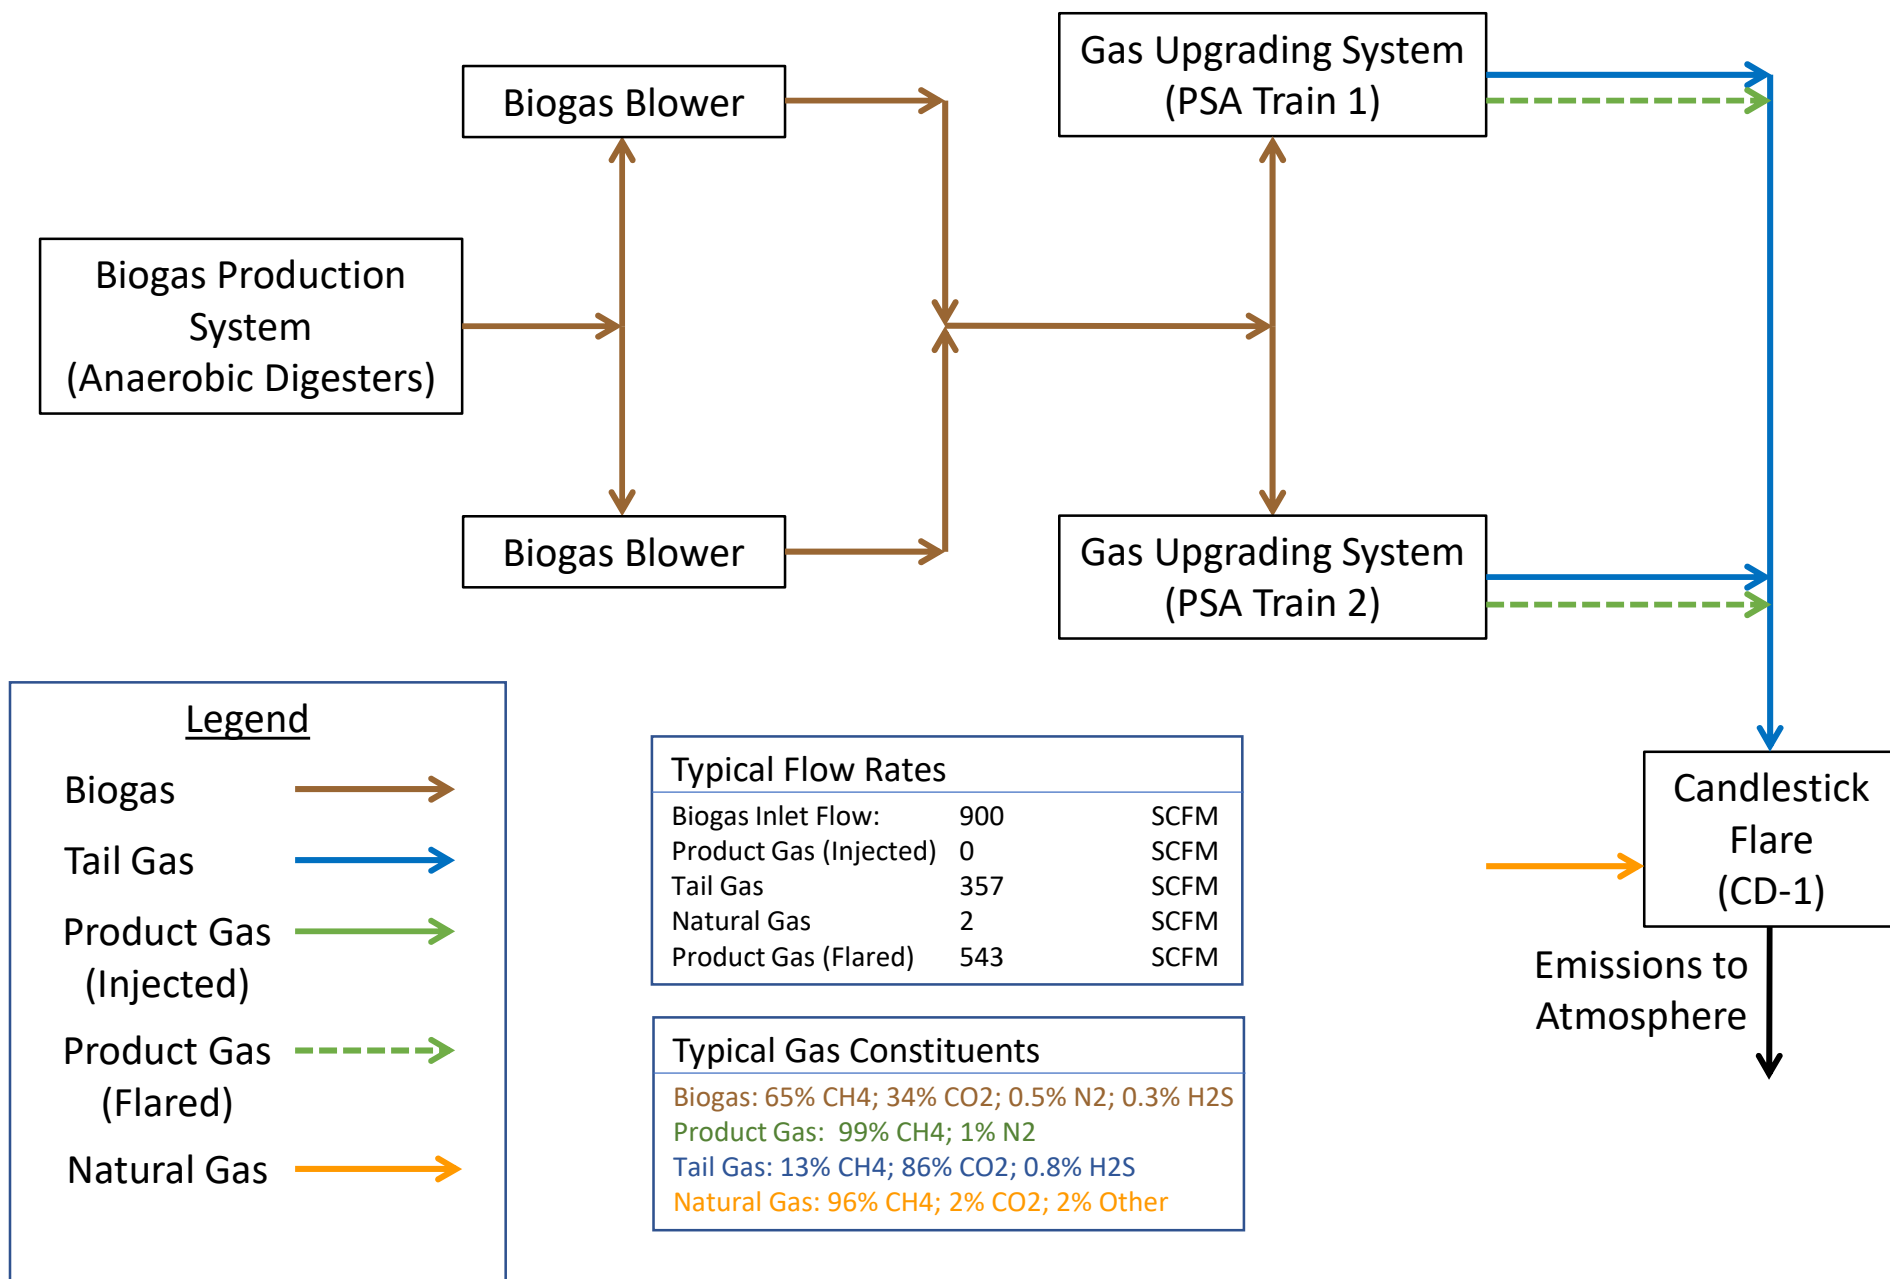 Biogas Blower
Gas Upgrading System
(PSA Train 1)
Biogas Production
System
(Anaerobic Digesters)
Biogas Blower
Gas Upgrading System
(PSA Train 2)
Legend
Biogas
Tail Gas
Product Gas
(Injected)
Product Gas
(Flared)
Natural Gas
Typical Flow Rates
Biogas Inlet Flow: 900 SCFM
Product Gas (Injected) 0 SCFM
Tail Gas 357 SCFM
Natural Gas 2 SCFM
Product Gas (Flared) 543 SCFM
Typical Gas Constituents
Biogas: 65% CH4; 34% CO2; 0.5% N2; 0.3% H2S
Product Gas: 99% CH4; 1% N2
Tail Gas: 13% CH4; 86% CO2; 0.8% H2S
Natural Gas: 96% CH4; 2% CO2; 2% Other
Candlestick
Flare
(CD-1)
Emissions to
Atmosphere